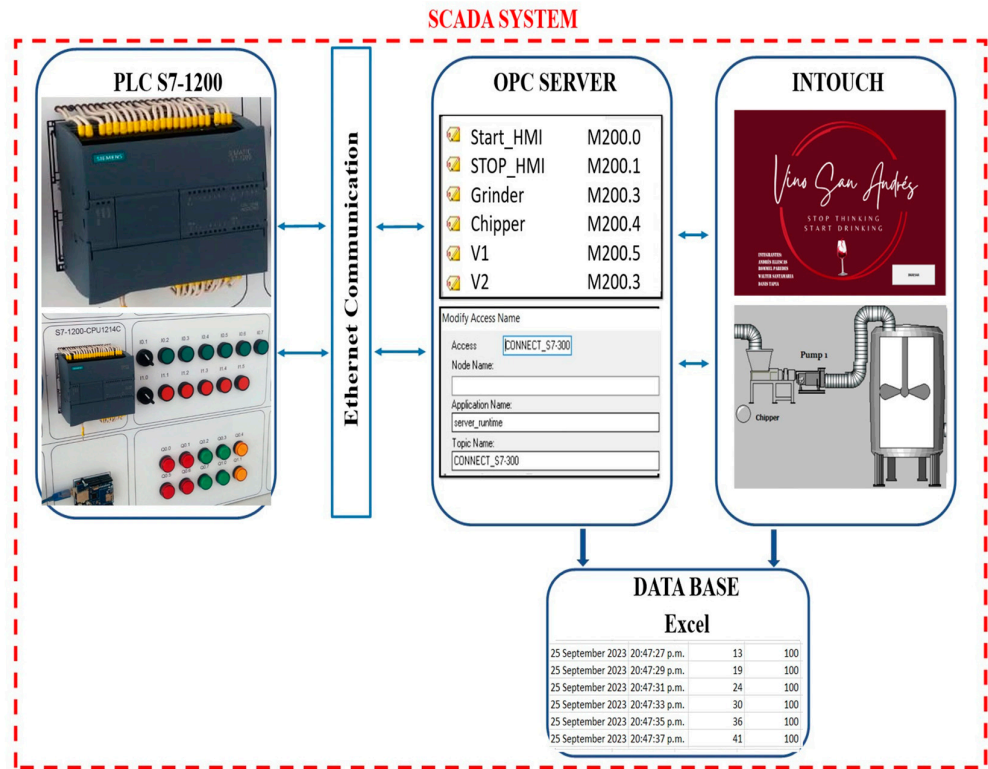 SCADA SYSTEM
PLC S7-1200
SIEMENS
S7-1200-CPU1214C
Ethernet Communication
OPC SERVER
Start_HMI M200.0
STOP_HMI M200.1
Grinder M200.3
Chipper M200.4
V1 M200.5
V2 M200.3
Modify Access Name
Access CONNECT_S7-300
Node Name:
Application Name:
server_runtime
Topic Name:
CONNECT_S7-300
INTOUCH
Vino San Andrés
STOP THINKING
START DRINKING
INTEGRANTES:
Pump 1
Chipper
DATA BASE
Excel
25 September 2023 20:47:27 p.m. 13 100
25 September 2023 20:47:29 p.m. 19 100
25 September 2023 20:47:31 p.m. 24 100
25 September 2023 20:47:33 p.m. 30 100
25 September 2023 20:47:35 p.m. 36 100
25 September 2023 20:47:37 p.m. 41 100